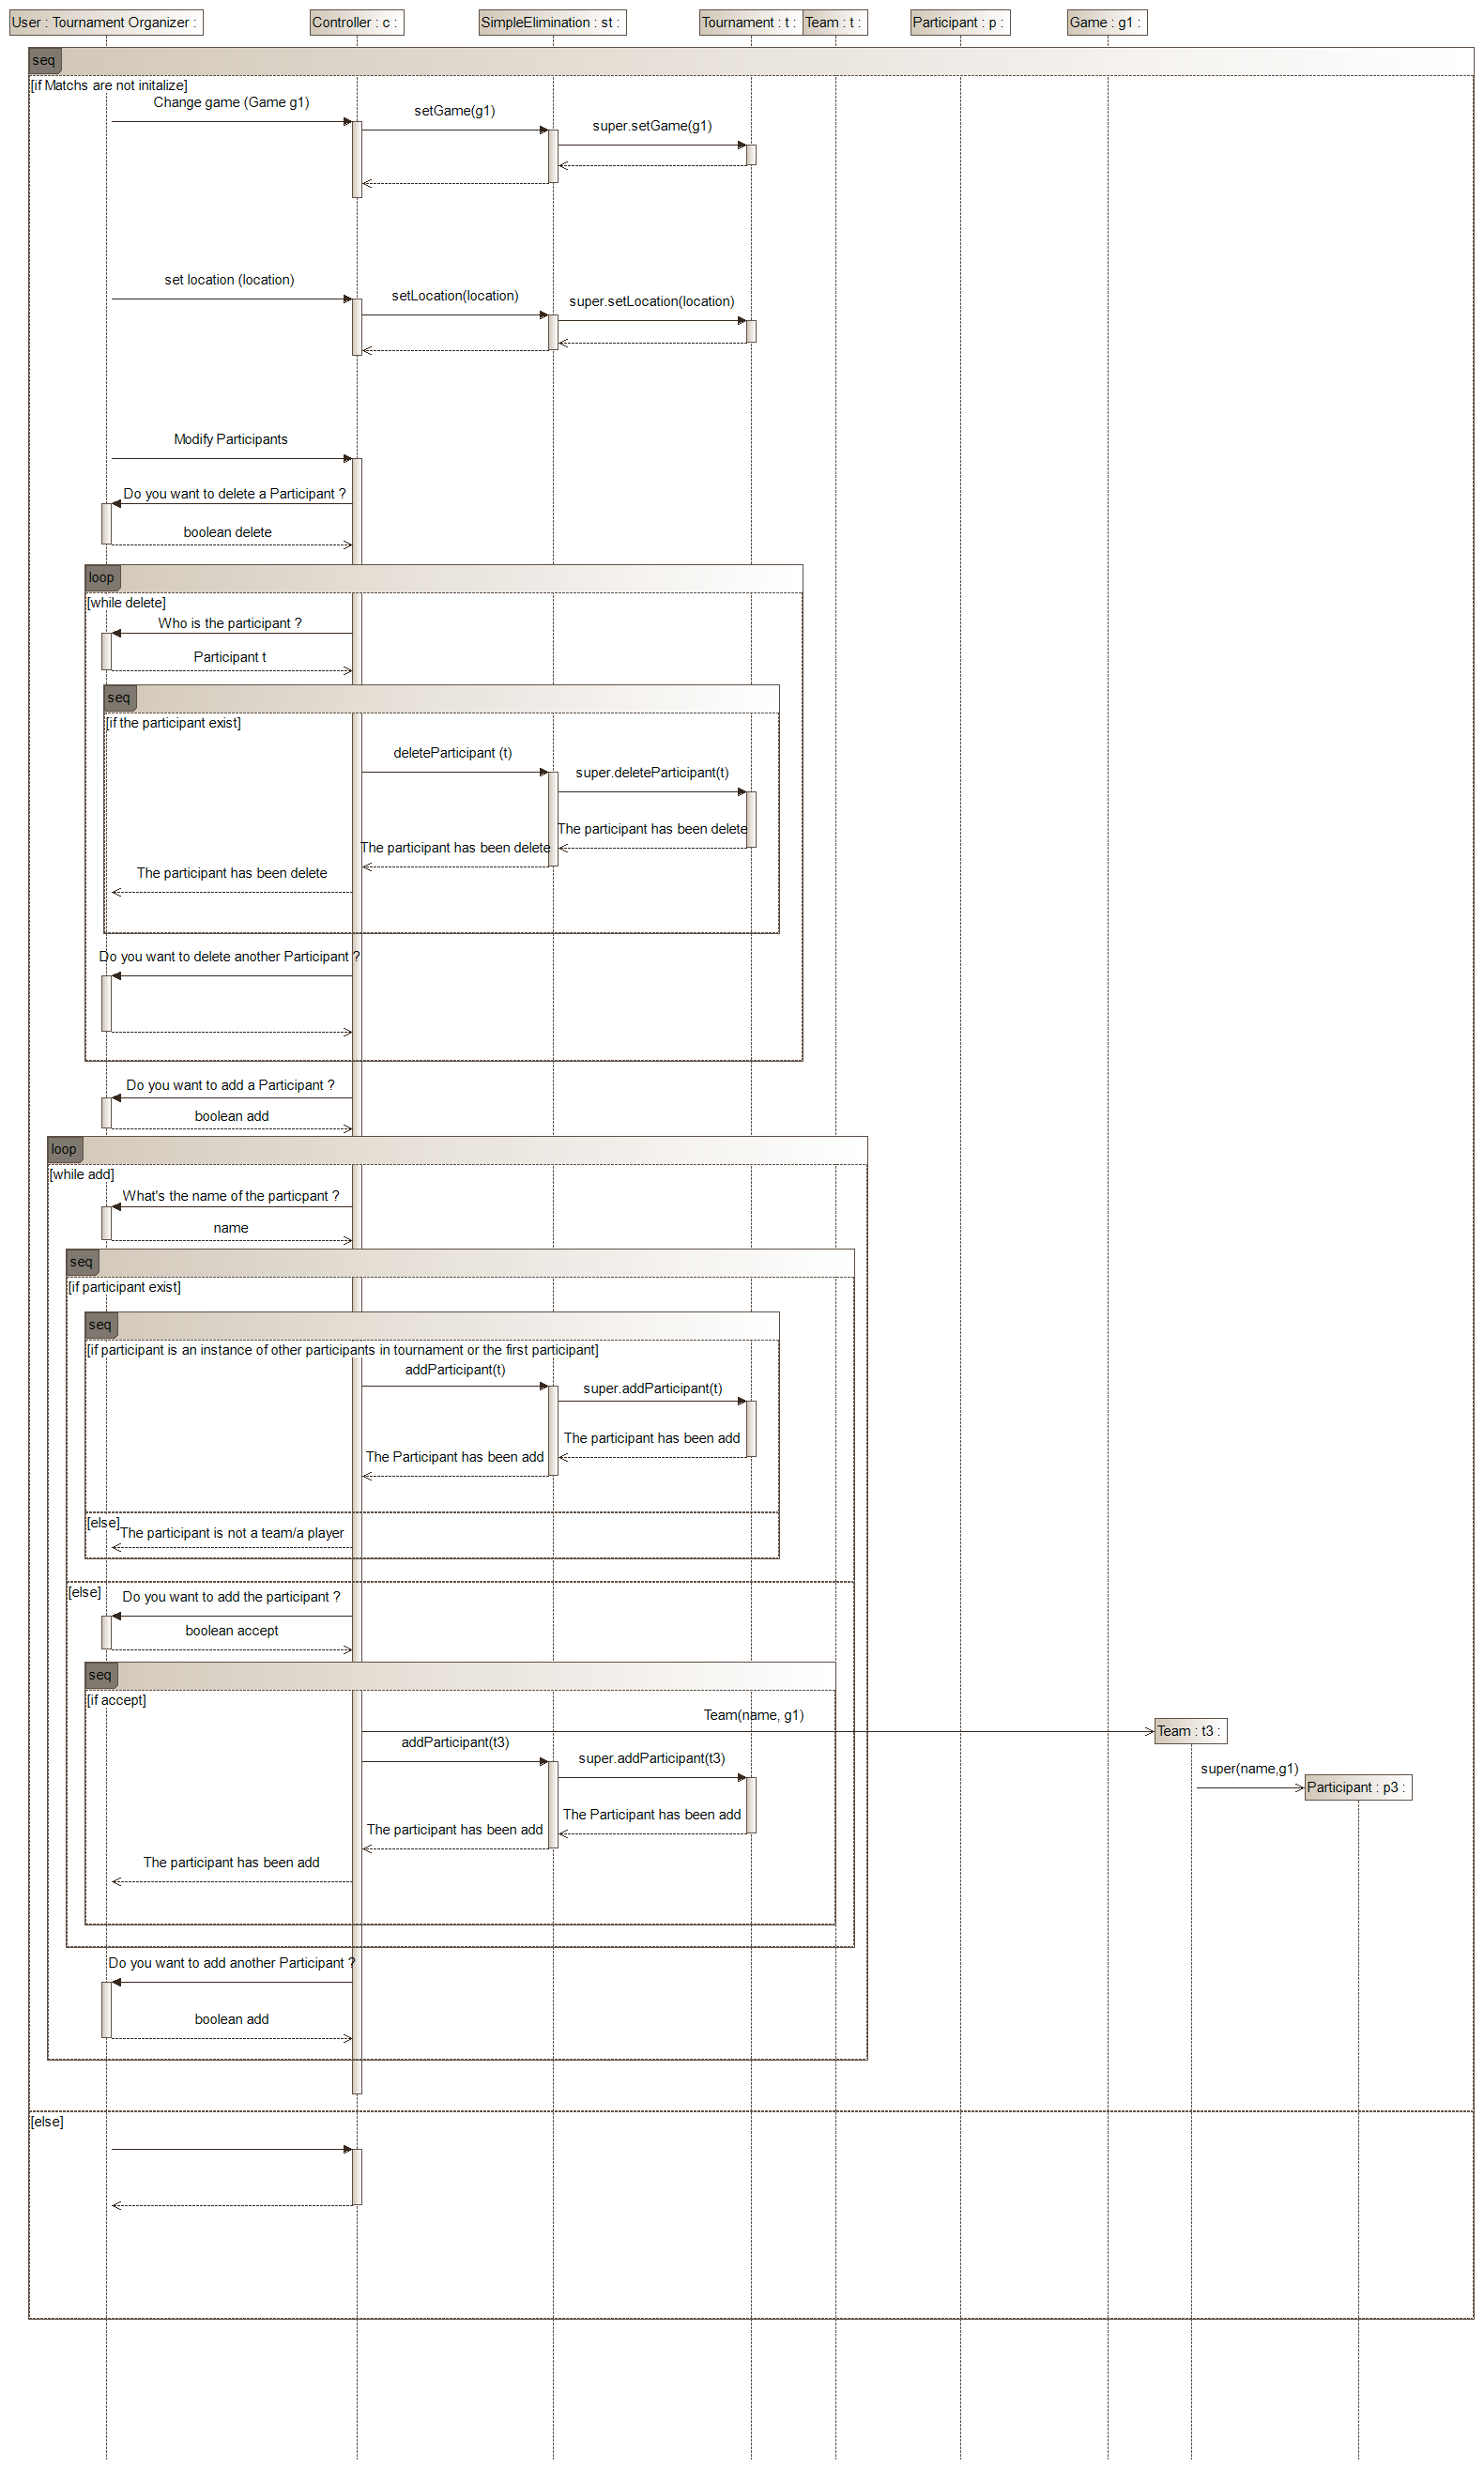 User : Tournament Organizer :
Controller : c :
SimpleElimination : st :
Tournament : t :
Team : t :
Participant : p :
Game : g1 :
seq
[if Matchs are not initalize]
Change game (Game g1)
setGame(g1)
super.setGame(g1)
set location (location)
setLocation(location)
super.setLocation(location)
Modify Participants
Do you want to delete a Participant ?
boolean delete
loop
[while delete]
Who is the participant ?
Participant t
seq
[if the participant exist]
deleteParticipant (t)
super.deleteParticipant(t)
The participant has been delete
The participant has been delete
The participant has been delete
Do you want to delete another Participant ?
Do you want to add a Participant ?
boolean add
loop
[while add]
What's the name of the particpant ?
name
seq
[if participant exist]
seq
[if participant is an instance of other participants in tournament or the first participant]
addParticipant(t)
super.addParticipant(t)
The participant has been add
The Participant has been add
[else]
The participant is not a team/a player
[else]
Do you want to add the participant ?
boolean accept
seq
[if accept]
Team(name, g1)
Team : t3 :
addParticipant(t3)
super.addParticipant(t3)
super(name,g1)
Participant : p3 :
The Participant has been add
The participant has been add
The participant has been add
Do you want to add another Participant ?
boolean add
[else]